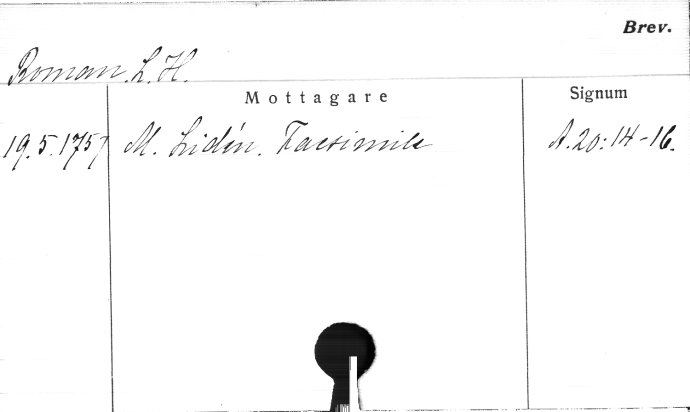 Brev.
Roman, L. H.
Mottagare
Signum
19.5.1757 M. Lidén. Facsimile A.20:14-16.